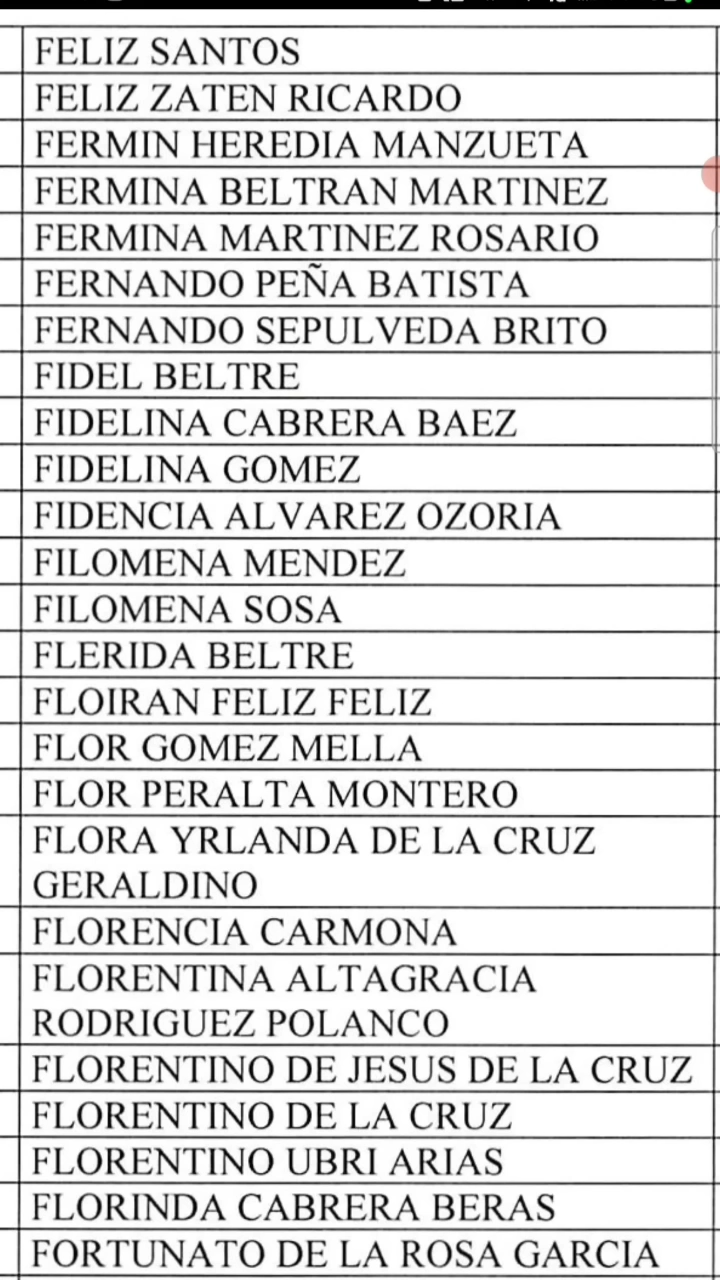 FELIZ SANTOS
FELIZ ZATEN RICARDO
FERMIN HEREDIA MANZUETA
FERMINA BELTRAN MARTINEZ
FERMINA MARTINEZ ROSARIO
FERNANDO PEÑA BATISTA
FERNANDO SEPULVEDA BRITO
FIDEL BELTRE
FIDELINA CABRERA BAEZ
FIDELINA GOMEZ
FIDENCIA ALVAREZ OZORIA
FILOMENA MENDEZ
FILOMENA SOSA
FLERIDA BELTRE
FLOIRAN FELIZ FELIZ
FLOR GOMEZ MELLA
FLOR PERALTA MONTERO
FLORA YRLANDA DE LA CRUZ
GERALDINO
FLORENCIA CARMONA
FLORENTINA ALTAGRACIA
RODRIGUEZ POLANCO
FLORENTINO DE JESUS DE LA CRUZ
FLORENTINO DE LA CRUZ
FLORENTINO UBRI ARIAS
FLORINDA CABRERA BERAS
FORTUNATO DE LA ROSA GARCIA